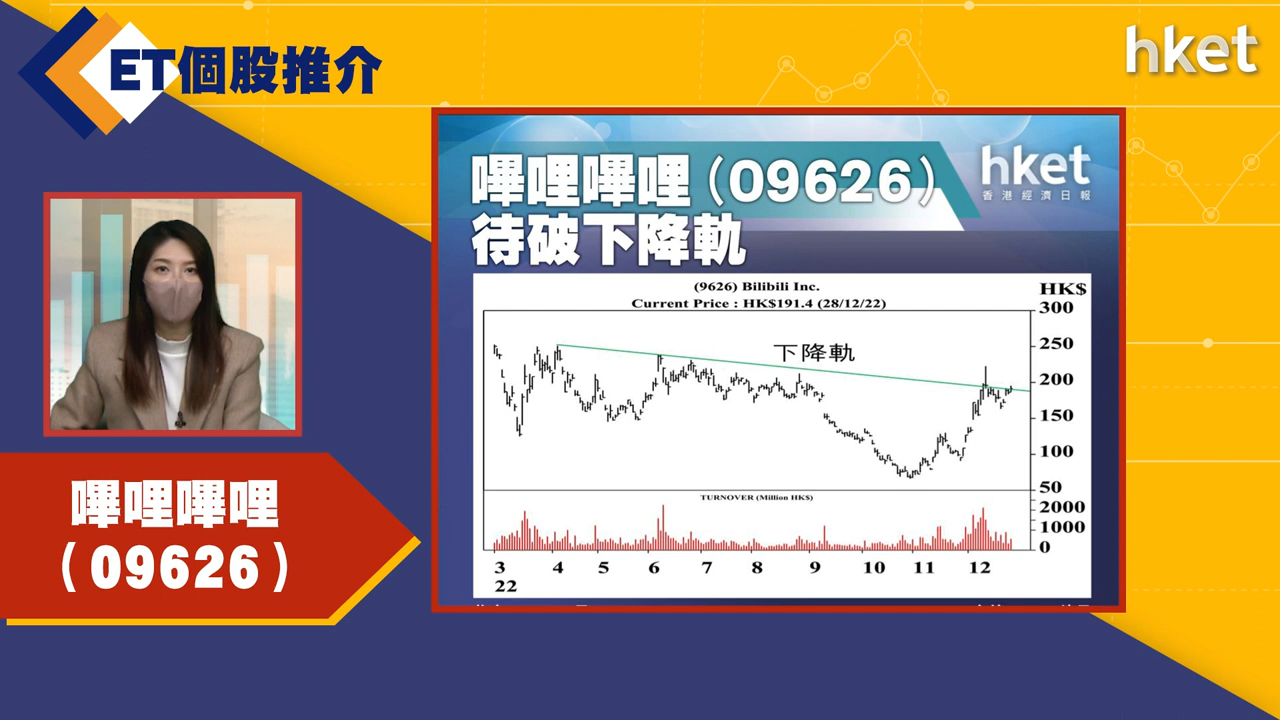 ET個股推介
hket
嗶哩嗶哩(09626)
待破下降軌
hket
香港經濟日報
(9626) Bilibili Inc.
Current Price : HK$191.4 (28/12/22)
HK$
300
下降軌
250
200
150
100
50
TURNOVER (Million HK$)
2000
1000
0
3 4 5 6 7 8 9 10 11 12
22
嗶哩嗶哩
(09626)